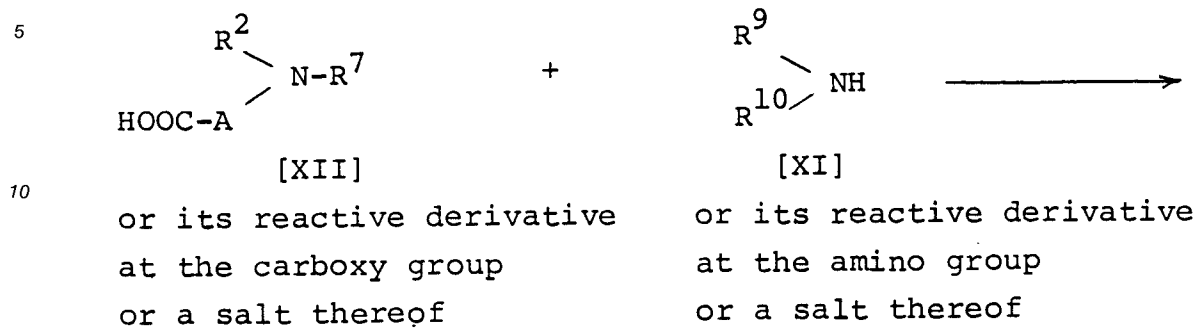 5
R2 R9
N-R7 + NH
HOOC-A R10
[XII] [XI]
10
or its reactive derivative or its reactive derivative
at the carboxy group at the amino group
or a salt thereof or a salt thereof